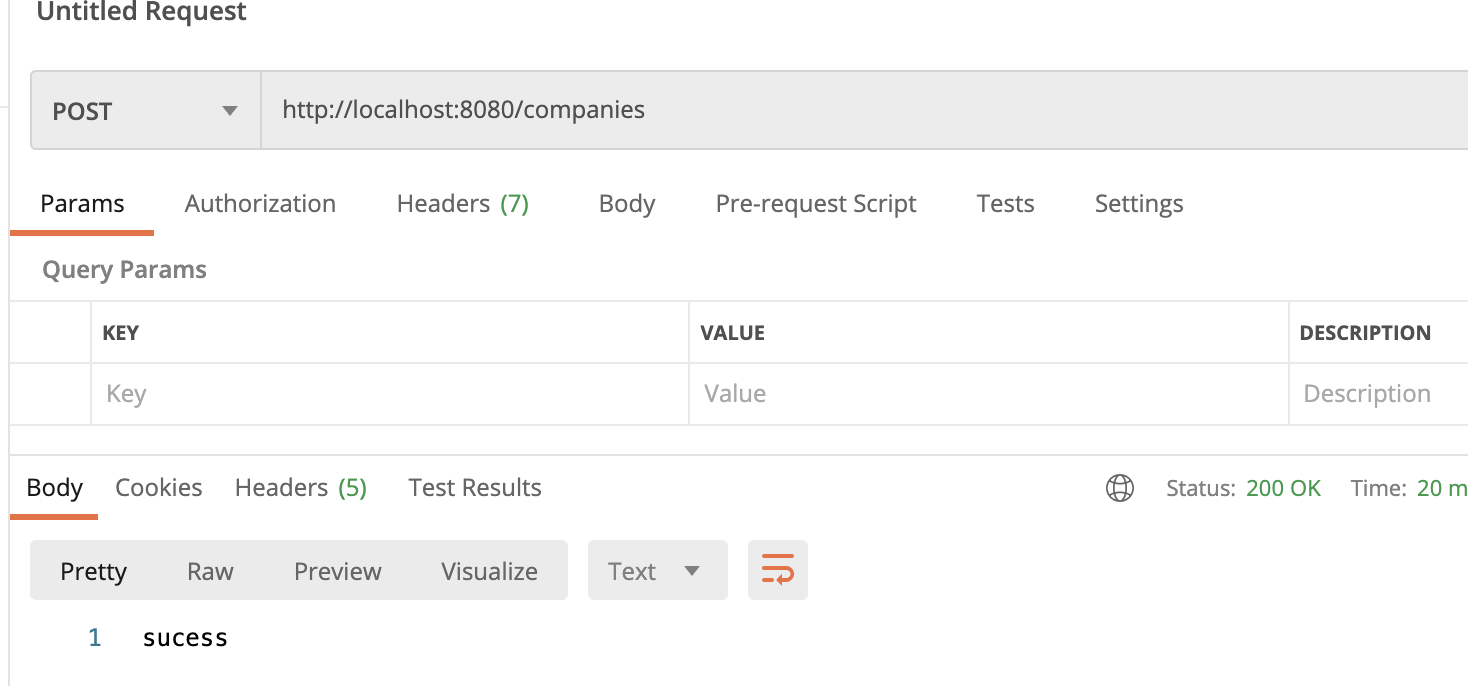 Untitled Request
POST http://localhost:8080/companies
Params Authorization Headers (7) Body Pre-request Script Tests Settings
Query Params
KEY VALUE DESCRIPTION
Key Value Description
Body Cookies Headers (5) Test Results Status: 200 OK Time: 20 m
Pretty Raw Preview Visualize Text
1 sucess